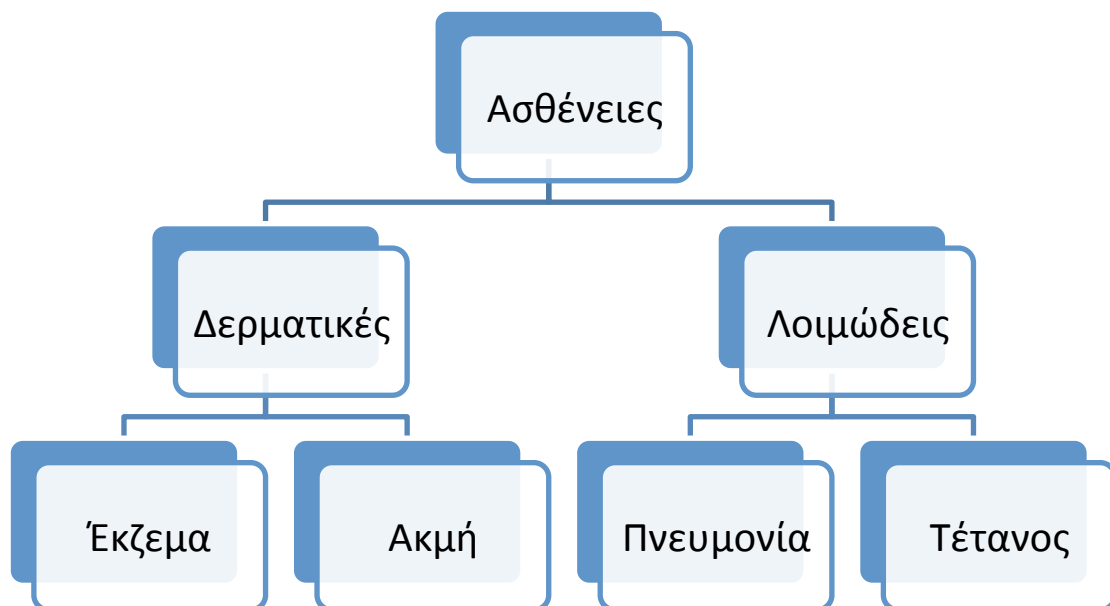 Ασθένειες
Δερματικές
Λοιμώδεις
Έκζεμα
Ακμή
Πνευμονία
Τέτανος